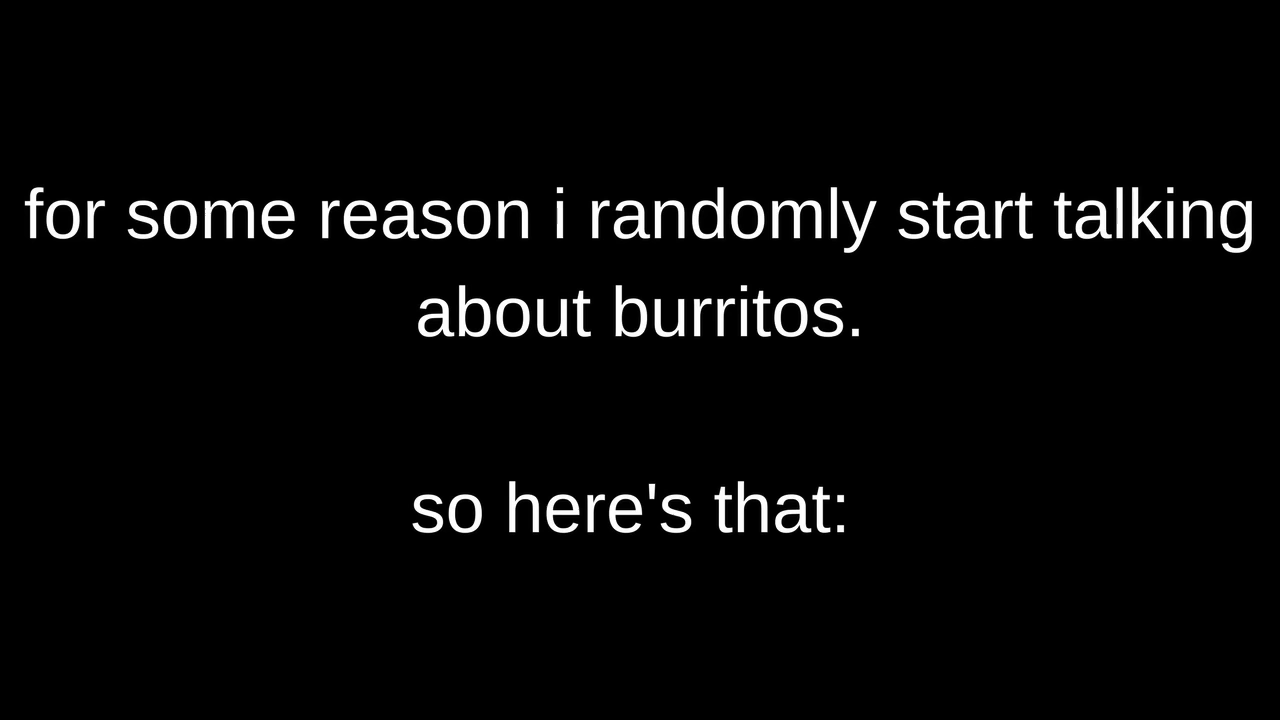 for some reason i randomly start talking
about burritos.
so here's that: